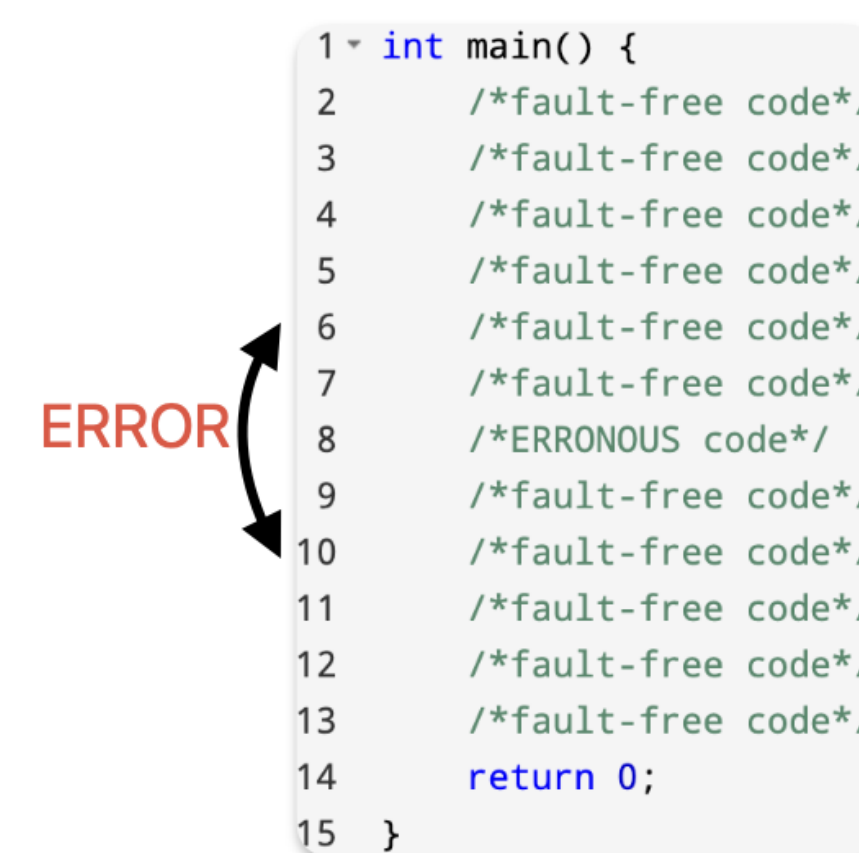 1 int main() {
2 /*fault-free code*/
3 /*fault-free code*/
4 /*fault-free code*/
5 /*fault-free code*/
6 /*fault-free code*/
7 /*fault-free code*/
ERROR
8 /*ERRONOUS code*/
9 /*fault-free code*/
10 /*fault-free code*/
11 /*fault-free code*/
12 /*fault-free code*/
13 /*fault-free code*/
14 return 0;
15 }